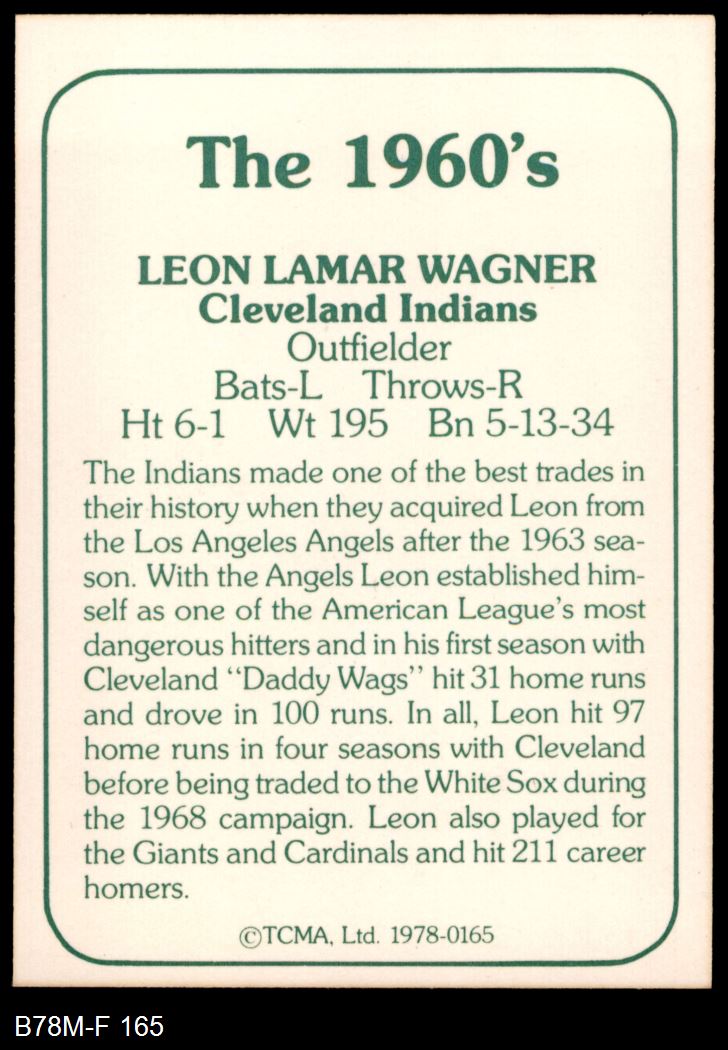 The 1960's
LEON LAMAR WAGNER
Cleveland Indians
Outfielder
Bats-L Throws-R
Ht 6-1 Wt 195 Bn 5-13-34
The Indians made one of the best trades in
their history when they acquired Leon from
the Los Angeles Angels after the 1963 sea-
son. With the Angels Leon established him-
self as one of the American League's most
dangerous hitters and in his first season with
Cleveland "Daddy Wags" hit 31 home runs
and drove in 100 runs. In all, Leon hit 97
home runs in four seasons with Cleveland
before being traded to the White Sox during
the 1968 campaign. Leon also played for
the Giants and Cardinals and hit 211 career
homers.
©TCMA, Ltd. 1978-0165
B78M-F 165